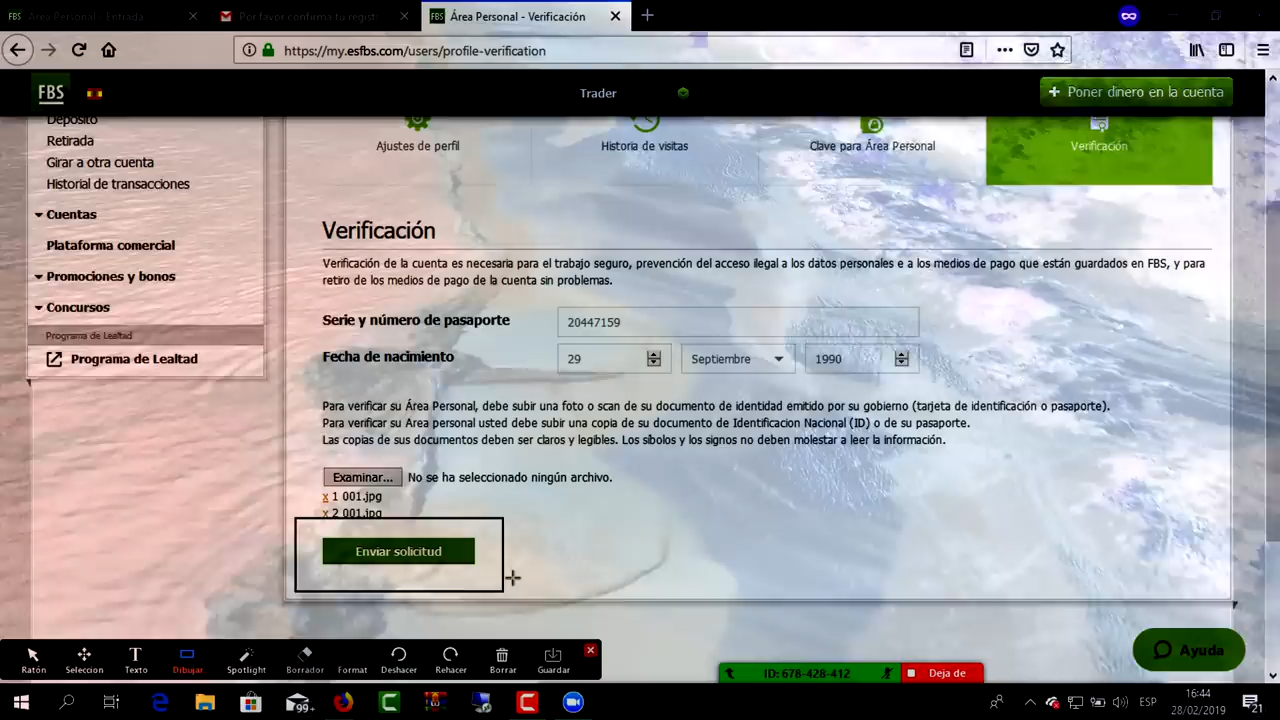 FBS Área Personal - Entrada
Por favor confirma tu regist
FBS Área Personal - Verificación
https://my.esfbs.com/users/profile-verification
FBS
Trader
Poner dinero en la cuenta
Depósito
Retirada
Girar a otra cuenta
Historial de transacciones
Cuentas
Plataforma comercial
Promociones y bonos
Concursos
Programa de Lealtad
Programa de Lealtad
Ajustes de perfil
Historia de visitas
Clave para Área Personal
Verificación
Verificación
Verificación de la cuenta es necesaria para el trabajo seguro, prevención del acceso ilegal a los datos personales e a los medios de pago que están guardados en FBS, y para
retiro de los medios de pago de la cuenta sin problemas.
Serie y número de pasaporte
20447159
Fecha de nacimiento
29 Septiembre 1990
Para verificar su Área Personal, debe subir una foto o scan de su documento de identidad emitido por su gobierno (tarjeta de identificación o pasaporte).
Para verificar su Área personal usted debe subir una copia de su documento de Identificacion Nacional (ID) o de su pasaporte.
Las copias de sus documentos deben ser claros y legibles. Los síbolos y los signos no deben molestar a leer la información.
Examinar... No se ha seleccionado ningún archivo.
x 1 001.jpg
x 2 001.jpg
Enviar solicitud
Ayuda
Ratón Seleccion Texto Dibujar Spotlight Borrador Format Deshacer Rehacer Borrar Guardar
ID: 678-428-412
Deja de
99+
ESP
16:44
28/02/2019
21